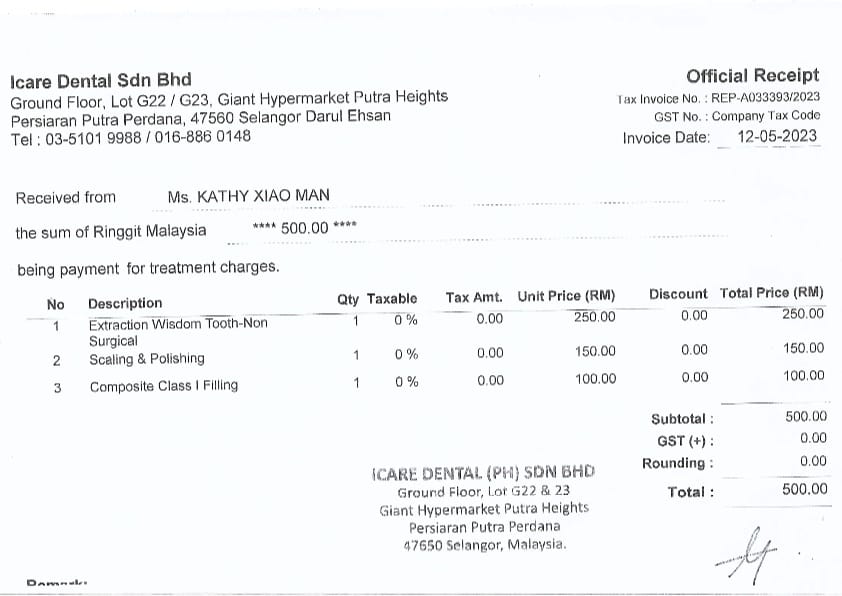 Icare Dental Sdn Bhd
Ground Floor, Lot G22 / G23, Giant Hypermarket Putra Heights
Persiaran Putra Perdana, 47560 Selangor Darul Ehsan
Tel : 03-5101 9988 / 016-886 0148
Official Receipt
Tax Invoice No. : REP-A033393/2023
GST No. : Company Tax Code
Invoice Date: 12-05-2023
Received from Ms. KATHY XIAO MAN
the sum of Ringgit Malaysia **** 500.00 ****
being payment for treatment charges.
No Description Qty Taxable Tax Amt. Unit Price (RM) Discount Total Price (RM)
1 Extraction Wisdom Tooth-Non 1 0 % 0.00 250.00 0.00 250.00
Surgical
2 Scaling & Polishing 1 0 % 0.00 150.00 0.00 150.00
3 Composite Class I Filling 1 0 % 0.00 100.00 0.00 100.00
Subtotal : 500.00
GST (+) : 0.00
Rounding : 0.00
Total : 500.00
ICARE DENTAL (PH) SDN BHD
Ground Floor, Lot G22 & 23
Giant Hypermarket Putra Heights
Persiaran Putra Perdana
47650 Selangor, Malaysia.